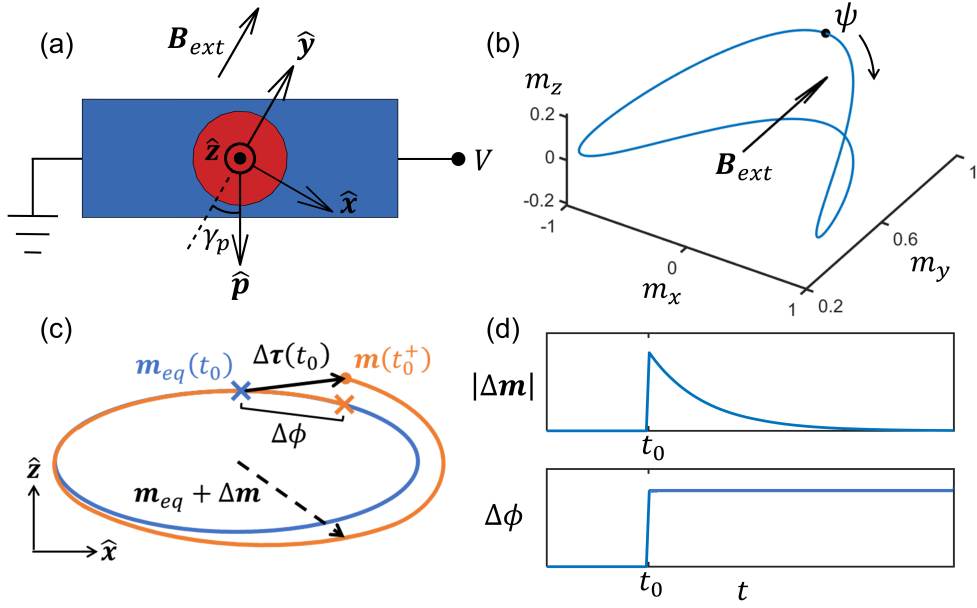 (a)
B_ext
ŷ
ẑ
x̂
γ_p
p̂
V
(b)
ψ
m_z
0.2
0
-0.2
B_ext
-1
0
1
m_x
0.2
0.6
1
m_y
(c)
m_eq(t_0)
Δτ(t_0)
m(t_0^+)
Δϕ
m_eq + Δm
ẑ
x̂
(d)
|Δm|
t_0
Δϕ
t_0
t